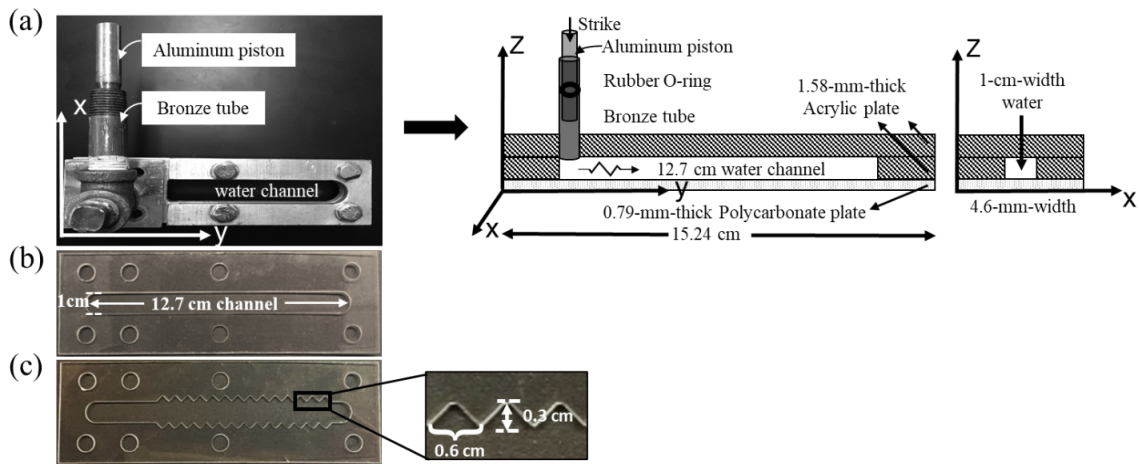 (a)
Aluminum piston
Bronze tube
x
water channel
y
Strike
Z
Aluminum piston
Rubber O-ring
Bronze tube
1.58-mm-thick
Acrylic plate
12.7 cm water channel
y
x
0.79-mm-thick Polycarbonate plate
15.24 cm
Z
1-cm-width
water
x
4.6-mm-width
(b)
1cm
12.7 cm channel
(c)
0.3 cm
0.6 cm